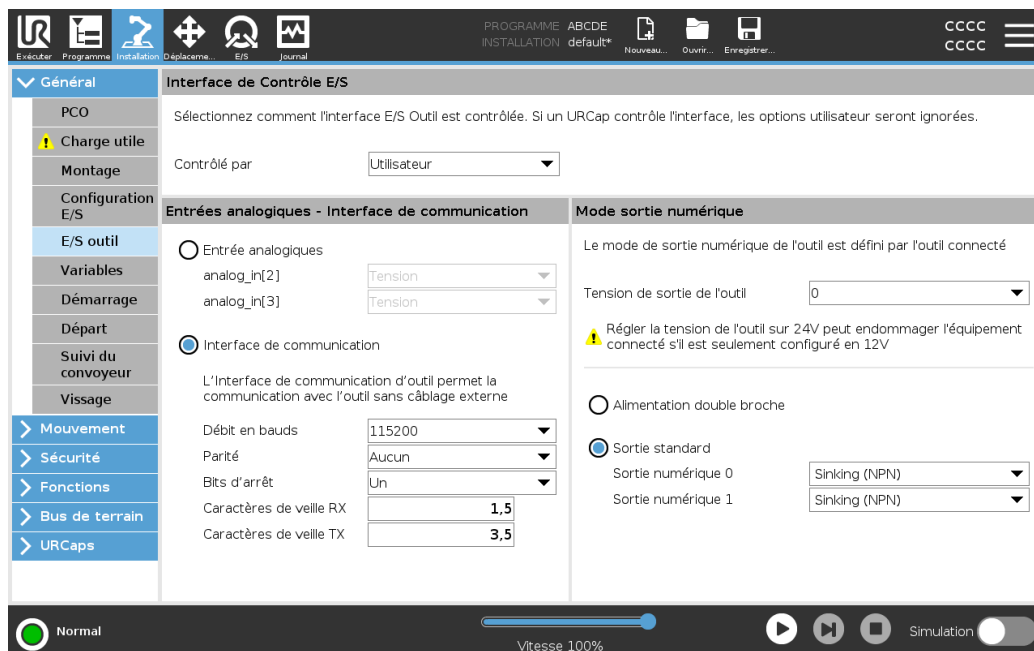 UR
PROGRAMME ABCDE
INSTALLATION default*
CCCC
CCCC
Exécuter Programme Installation Déplaceme... E/S Journal Nouveau... Ouvrir... Enregistrer...
Général
PCO
Charge utile
Montage
Configuration
E/S
E/S outil
Variables
Démarrage
Départ
Suivi du
convoyeur
Vissage
Mouvement
Sécurité
Fonctions
Bus de terrain
URCaps
Interface de Contrôle E/S
Sélectionnez comment l'interface E/S Outil est contrôlée. Si un URCap contrôle l'interface, les options utilisateur seront ignorées.
Contrôlé par Utilisateur
Entrées analogiques - Interface de communication
Entrée analogiques
analog_in[2] Tension
analog_in[3] Tension
Interface de communication
L'Interface de communication d'outil permet la
communication avec l'outil sans câblage externe
Débit en bauds 115200
Parité Aucun
Bits d'arrêt Un
Caractères de veille RX 1,5
Caractères de veille TX 3,5
Mode sortie numérique
Le mode de sortie numérique de l'outil est défini par l'outil connecté
Tension de sortie de l'outil 0
Régler la tension de l'outil sur 24V peut endommager l'équipement
connecté s'il est seulement configuré en 12V
Alimentation double broche
Sortie standard
Sortie numérique 0 Sinking (NPN)
Sortie numérique 1 Sinking (NPN)
Normal
Vitesse 100%
Simulation